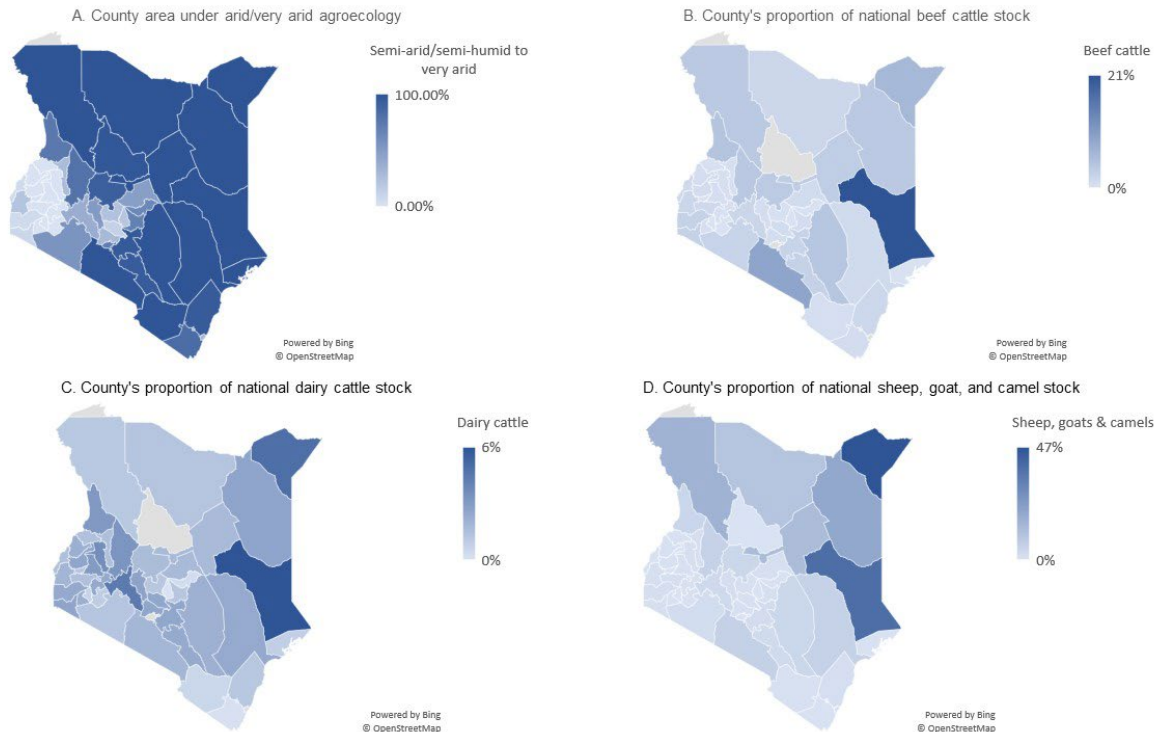 A. County area under arid/very arid agroecology
Semi-arid/semi-humid to
very arid
100.00%
0.00%
Powered by Bing
© OpenStreetMap
B. County's proportion of national beef cattle stock
Beef cattle
21%
0%
Powered by Bing
© OpenStreetMap
C. County's proportion of national dairy cattle stock
Dairy cattle
6%
0%
Powered by Bing
© OpenStreetMap
D. County's proportion of national sheep, goat, and camel stock
Sheep, goats & camels
47%
0%
Powered by Bing
© OpenStreetMap